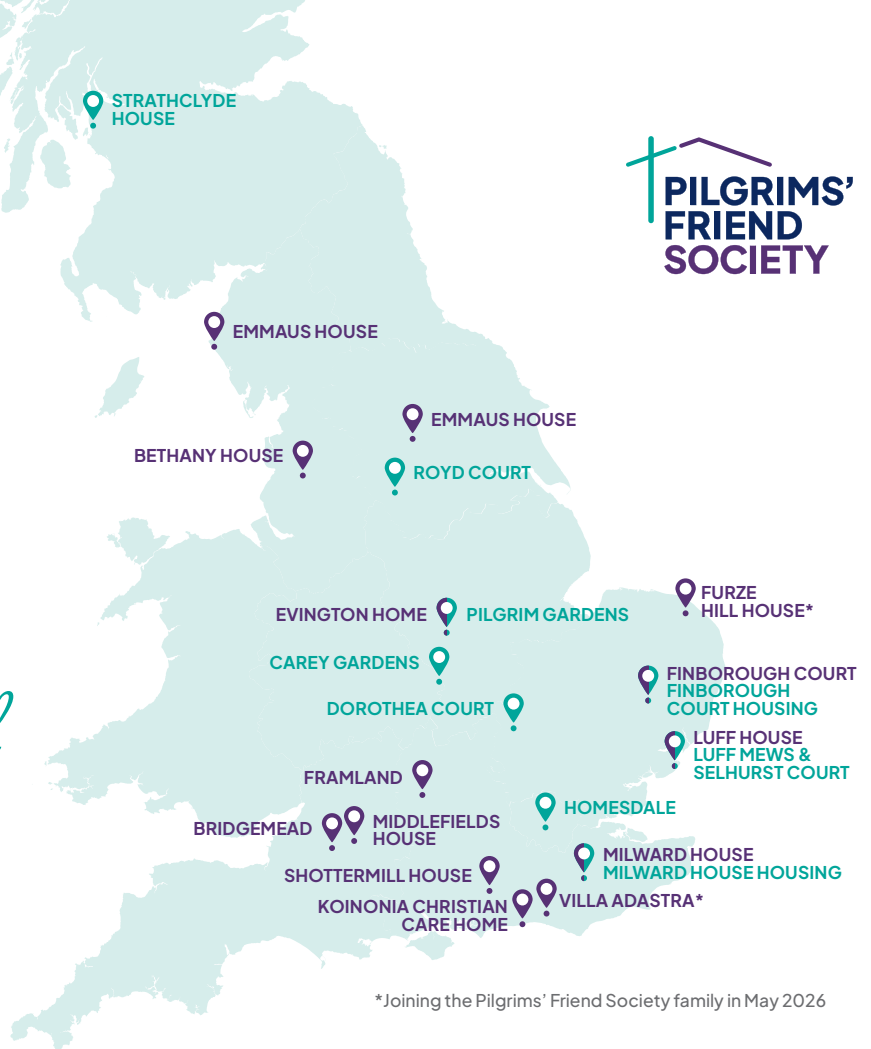 STRATHCLYDE
HOUSE
PILGRIMS’
FRIEND
SOCIETY
EMMAUS HOUSE
EMMAUS HOUSE
BETHANY HOUSE
ROYD COURT
FURZE
HILL HOUSE*
EVINGTON HOME
PILGRIM GARDENS
CAREY GARDENS
FINBOROUGH COURT
FINBOROUGH
COURT HOUSING
DOROTHEA COURT
LUFF HOUSE
LUFF MEWS &
SELHURST COURT
FRAMLAND
HOMESDALE
BRIDGEMEAD
MIDDLEFIELDS
HOUSE
MILWARD HOUSE
MILWARD HOUSE HOUSING
SHOTTERMILL HOUSE
VILLA ADASTRA*
KOINONIA CHRISTIAN
CARE HOME
*Joining the Pilgrims’ Friend Society family in May 2026